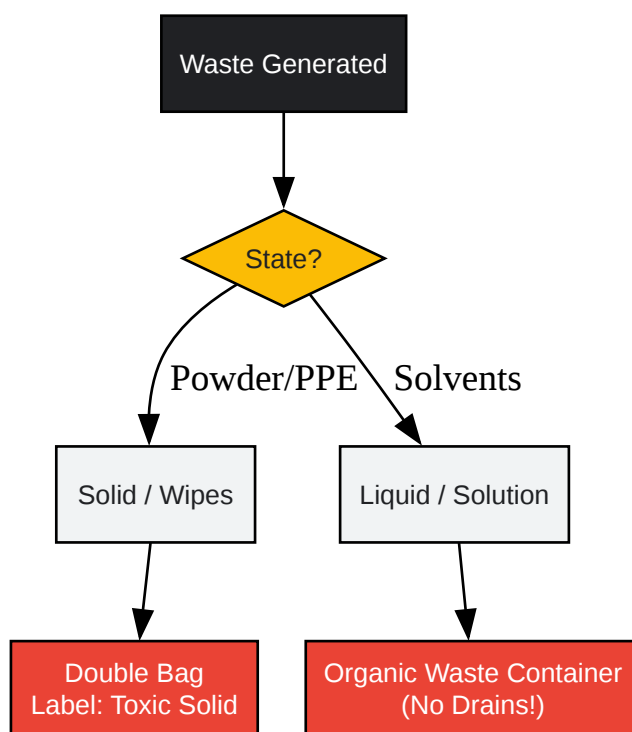 Waste Generated
State?
Powder/PPE
Solvents
Solid / Wipes
Liquid / Solution
Double Bag
Label: Toxic Solid
Organic Waste Container
(No Drains!)